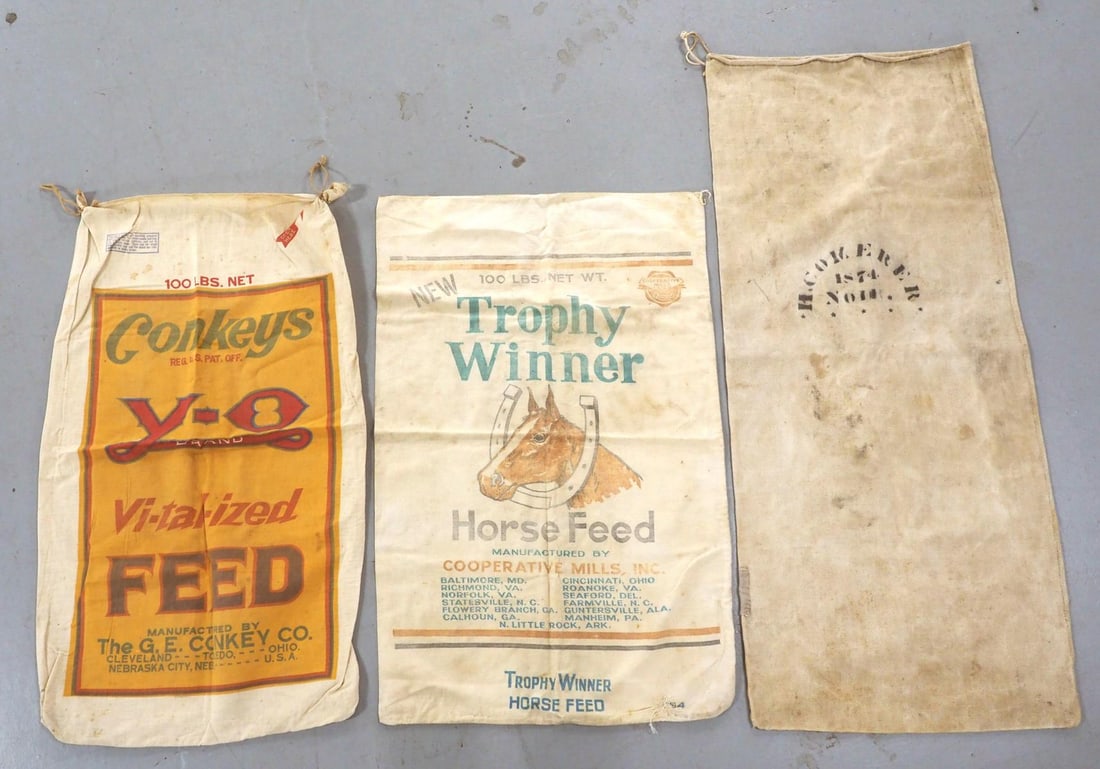 100 LBS. NET
Conkeys
REG. U.S. PAT. OFF.
Y-O
BRAND
Vi-tal-ized
FEED
MANUFACTURED BY
The G. E. CONKEY CO.
CLEVELAND - - - - - TOLEDO, - - - - - OHIO.
NEBRASKA CITY, NEB. - - - - - U.S.A.
NEW
100 LBS. NET WT.
Trophy
Winner
Horse Feed
MANUFACTURED BY
COOPERATIVE MILLS, INC.
BALTIMORE, MD. CINCINNATI, OHIO
RICHMOND, VA. ROANOKE, VA.
NORFOLK, VA. SEAFORD, DEL.
STATESVILLE, N. C. FARMVILLE, N. C.
FLOWERY BRANCH, GA. GUNTERSVILLE, ALA.
CALHOUN, GA. MANHEIM, PA.
N. LITTLE ROCK, ARK.
TROPHY WINNER
HORSE FEED
H.GOMERER
1874